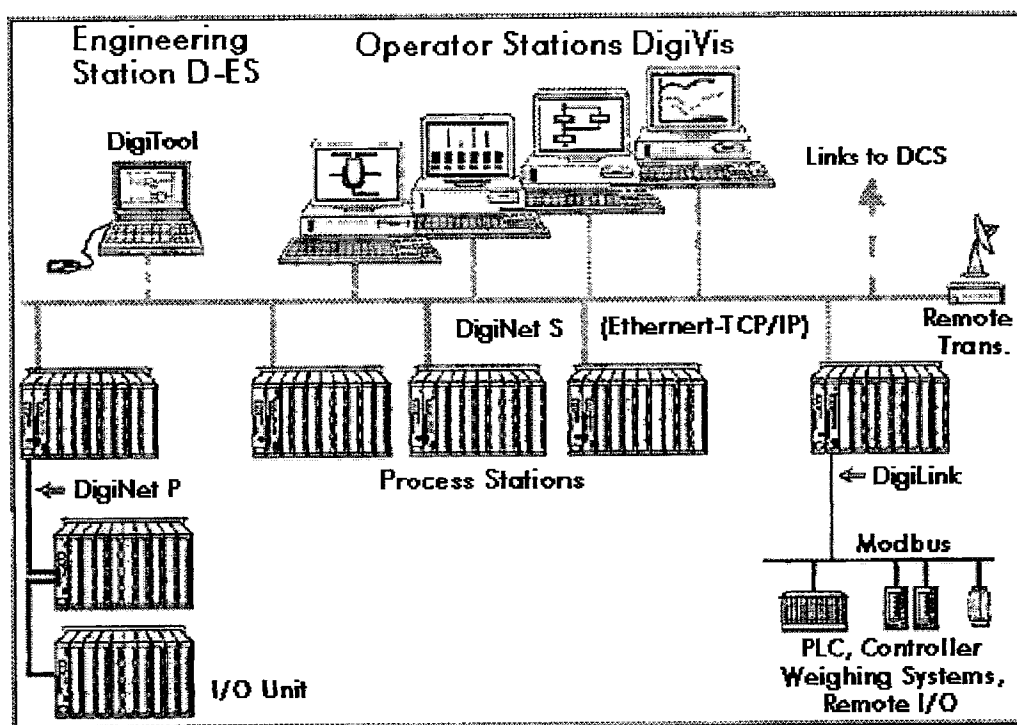 Engineering
Station D-ES
Operator Stations DigiVis
DigiTool
Links to DCS
DigiNet S (Ethernert-TCP/IP)
Remote
Trans.
Process Stations
DigiNet P
DigiLink
Modbus
I/O Unit
PLC, Controller
Weighing Systems,
Remote I/O